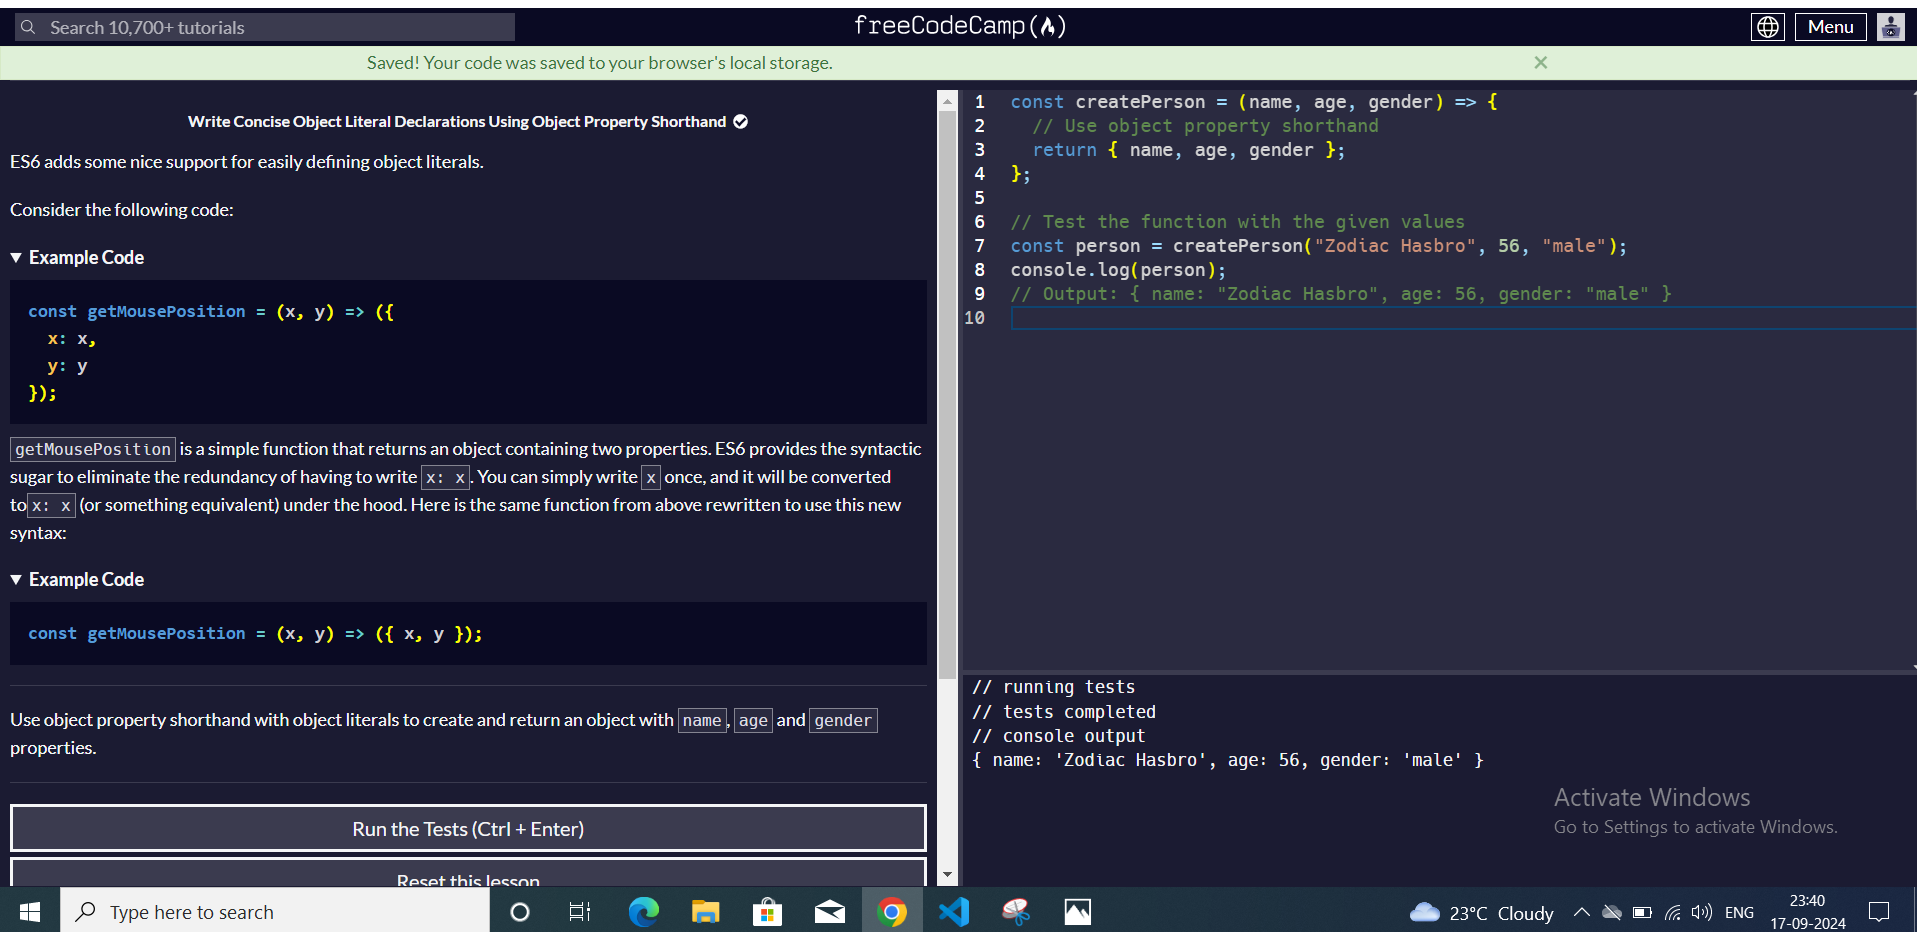 Search 10,700+ tutorials
freeCodeCamp
Menu
Saved! Your code was saved to your browser's local storage.
×
Write Concise Object Literal Declarations Using Object Property Shorthand
ES6 adds some nice support for easily defining object literals.
Consider the following code:
▼ Example Code
const getMousePosition = (x, y) => ({
  x: x,
  y: y
});
getMousePosition is a simple function that returns an object containing two properties. ES6 provides the syntactic
sugar to eliminate the redundancy of having to write x: x. You can simply write x once, and it will be converted
to x: x (or something equivalent) under the hood. Here is the same function from above rewritten to use this new
syntax:
▼ Example Code
const getMousePosition = (x, y) => ({ x, y });
Use object property shorthand with object literals to create and return an object with name, age and gender
properties.
Run the Tests (Ctrl + Enter)
Reset this lesson
1 const createPerson = (name, age, gender) => {
2   // Use object property shorthand
3   return { name, age, gender };
4 };
5
6 // Test the function with the given values
7 const person = createPerson("Zodiac Hasbro", 56, "male");
8 console.log(person);
9 // Output: { name: "Zodiac Hasbro", age: 56, gender: "male" }
10
// running tests
// tests completed
// console output
{ name: 'Zodiac Hasbro', age: 56, gender: 'male' }
Activate Windows
Go to Settings to activate Windows.
Type here to search
23°C Cloudy
ENG
23:40
17-09-2024